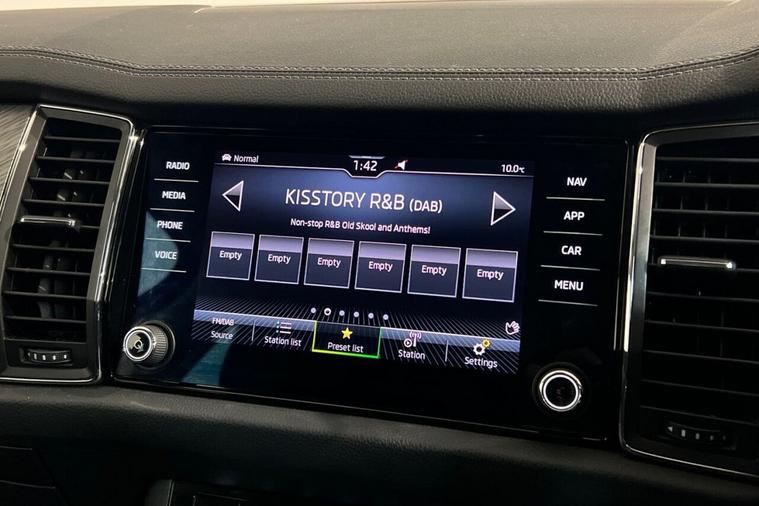 RADIO
MEDIA
PHONE
VOICE
Normal
1:42
10.0°C
KISSTORY R&B (DAB)
Non-stop R&B Old Skool and Anthems!
Empty
Empty
Empty
Empty
Empty
Empty
FM/DAB
Source
Station list
Preset list
Station
Settings
NAV
APP
CAR
MENU